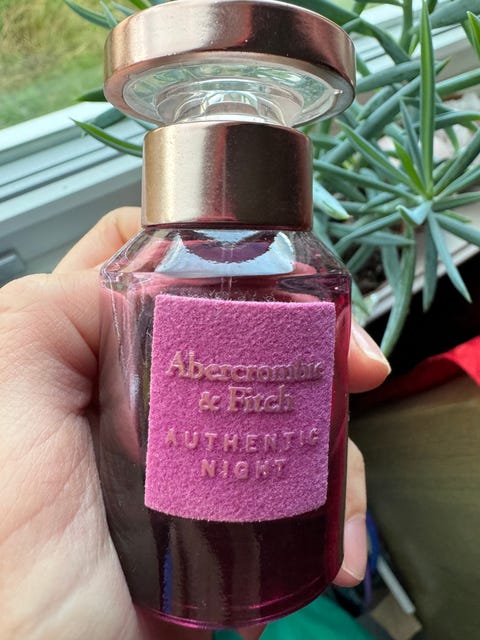 Abercrombie
& Fitch
AUTHENTIC
NIGHT